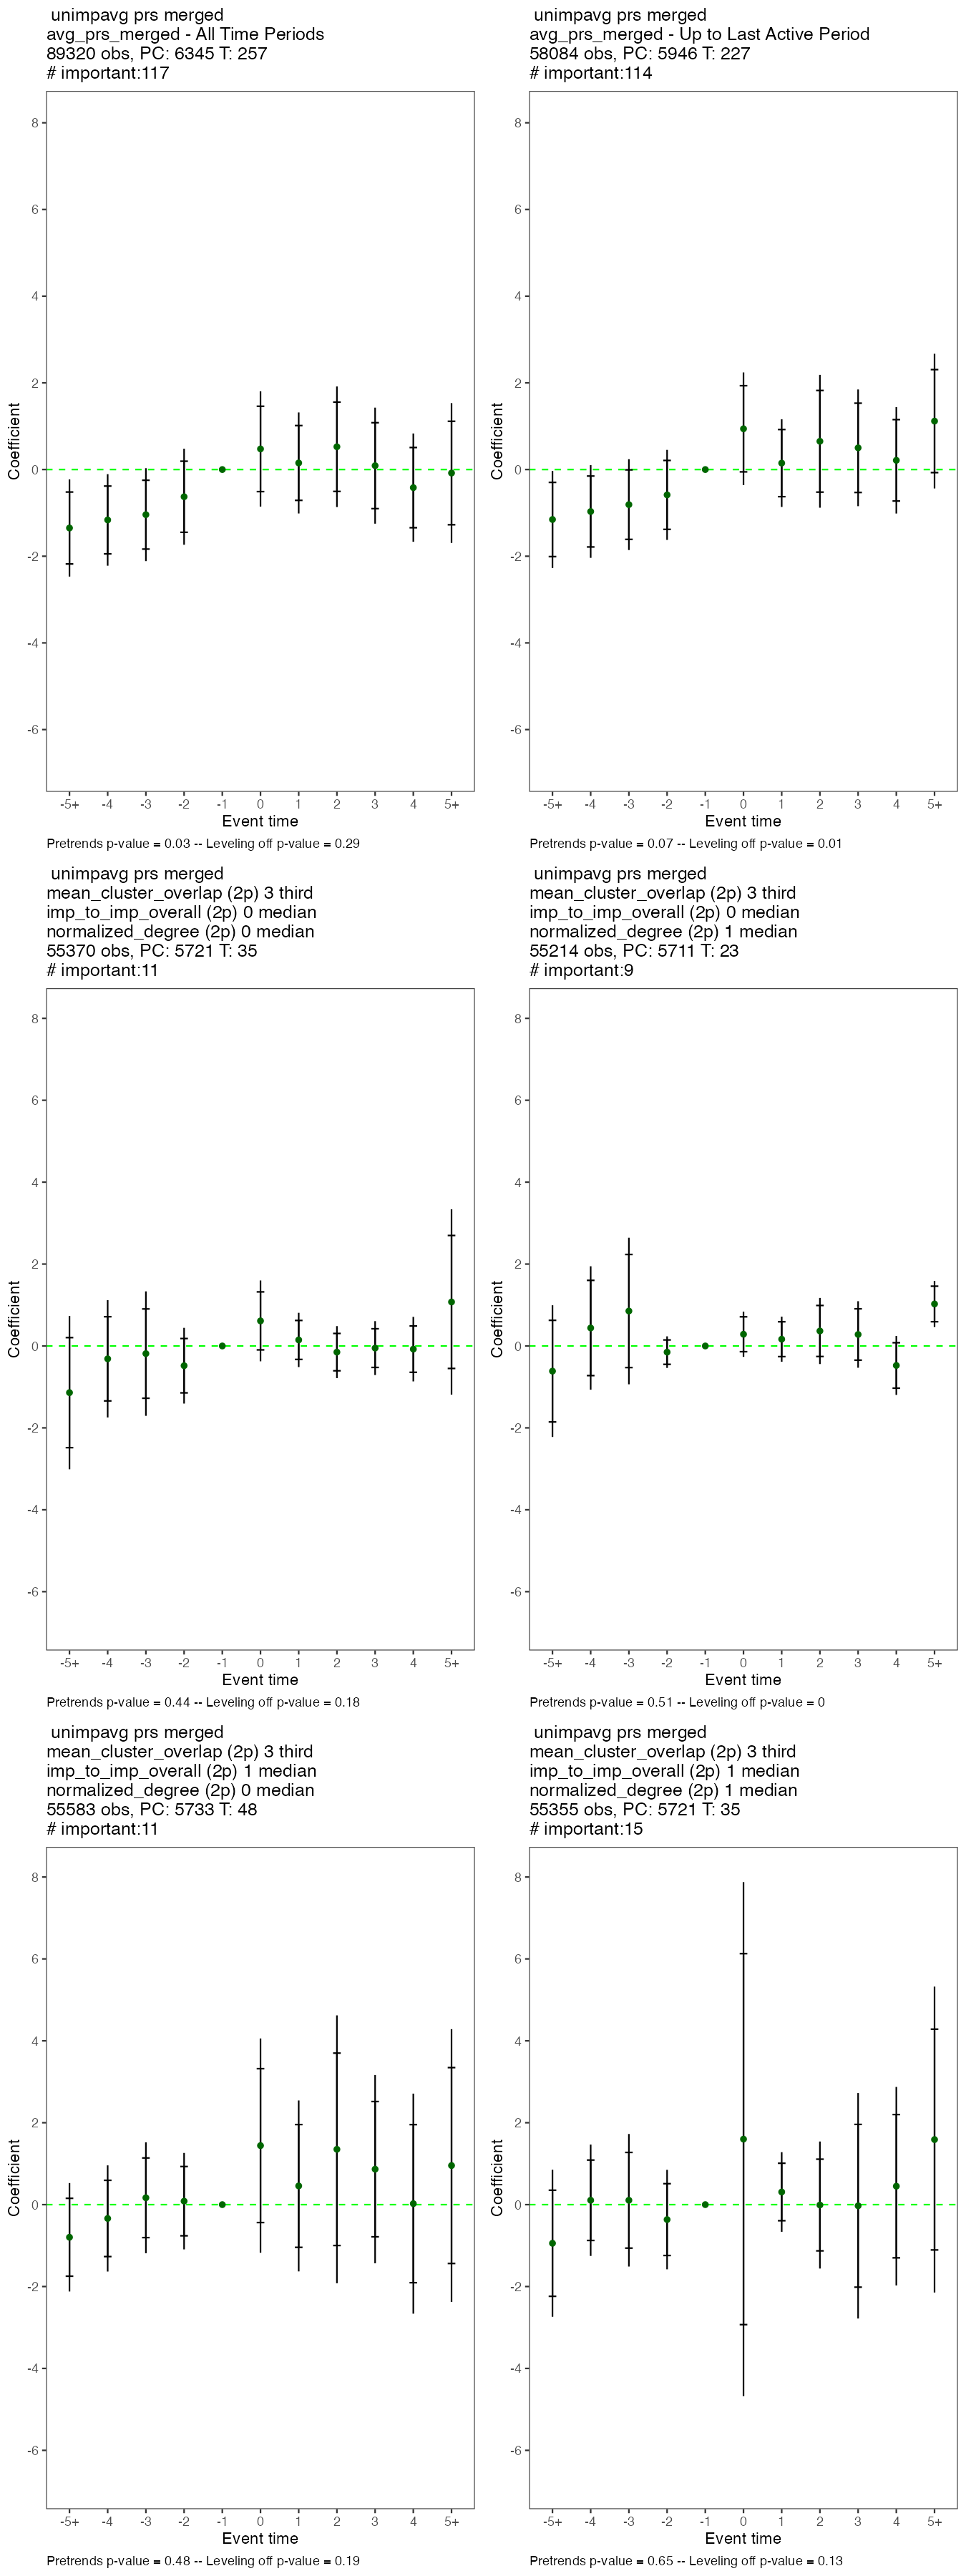 unimpavg prs merged
avg_prs_merged - All Time Periods
89320 obs, PC: 6345 T: 257
# important:117
8
6
4
2
0
-2
-4
-6
Coefficient
-5+ -4 -3 -2 -1 0 1 2 3 4 5+
Event time
Pretrends p-value = 0.03 -- Leveling off p-value = 0.29
unimpavg prs merged
avg_prs_merged - Up to Last Active Period
58084 obs, PC: 5946 T: 227
# important:114
8
6
4
2
0
-2
-4
-6
Coefficient
-5+ -4 -3 -2 -1 0 1 2 3 4 5+
Event time
Pretrends p-value = 0.07 -- Leveling off p-value = 0.01
unimpavg prs merged
mean_cluster_overlap (2p) 3 third
imp_to_imp_overall (2p) 0 median
normalized_degree (2p) 0 median
55370 obs, PC: 5721 T: 35
# important:11
8
6
4
2
0
-2
-4
-6
Coefficient
-5+ -4 -3 -2 -1 0 1 2 3 4 5+
Event time
Pretrends p-value = 0.44 -- Leveling off p-value = 0.18
unimpavg prs merged
mean_cluster_overlap (2p) 3 third
imp_to_imp_overall (2p) 0 median
normalized_degree (2p) 1 median
55214 obs, PC: 5711 T: 23
# important:9
8
6
4
2
0
-2
-4
-6
Coefficient
-5+ -4 -3 -2 -1 0 1 2 3 4 5+
Event time
Pretrends p-value = 0.51 -- Leveling off p-value = 0
unimpavg prs merged
mean_cluster_overlap (2p) 3 third
imp_to_imp_overall (2p) 1 median
normalized_degree (2p) 0 median
55583 obs, PC: 5733 T: 48
# important:11
8
6
4
2
0
-2
-4
-6
Coefficient
-5+ -4 -3 -2 -1 0 1 2 3 4 5+
Event time
Pretrends p-value = 0.48 -- Leveling off p-value = 0.19
unimpavg prs merged
mean_cluster_overlap (2p) 3 third
imp_to_imp_overall (2p) 1 median
normalized_degree (2p) 1 median
55355 obs, PC: 5721 T: 35
# important:15
8
6
4
2
0
-2
-4
-6
Coefficient
-5+ -4 -3 -2 -1 0 1 2 3 4 5+
Event time
Pretrends p-value = 0.65 -- Leveling off p-value = 0.13